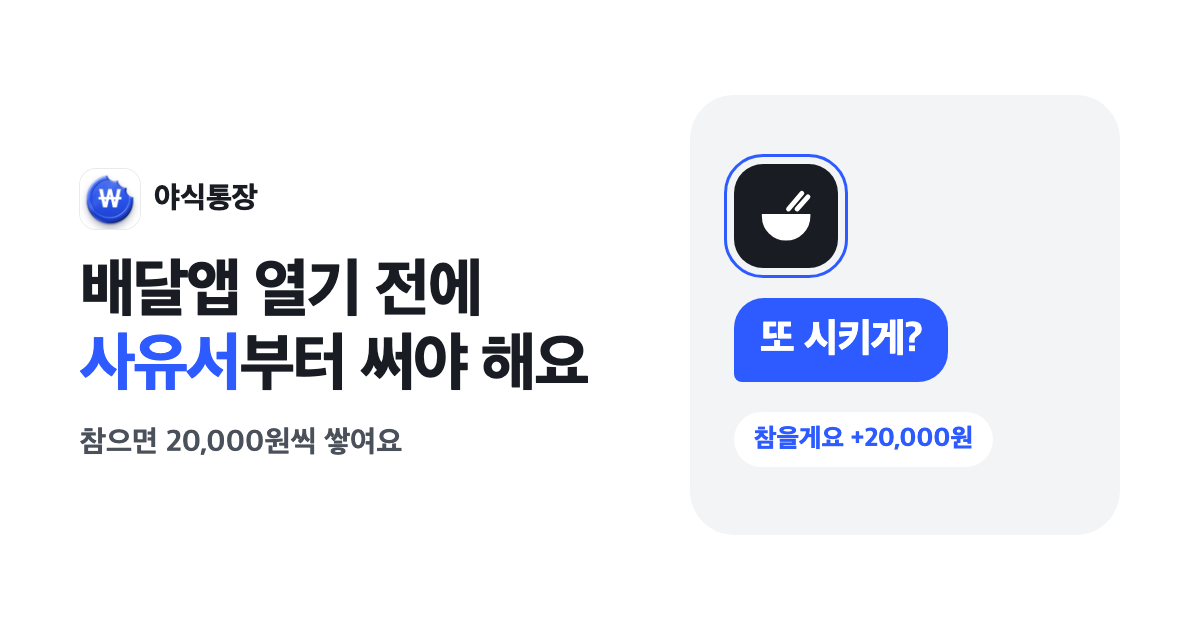 ₩
야식통장
배달앱 열기 전에
사유서부터 써야 해요
참으면 20,000원씩 쌓여요
또 시키게?
참을게요 +20,000원